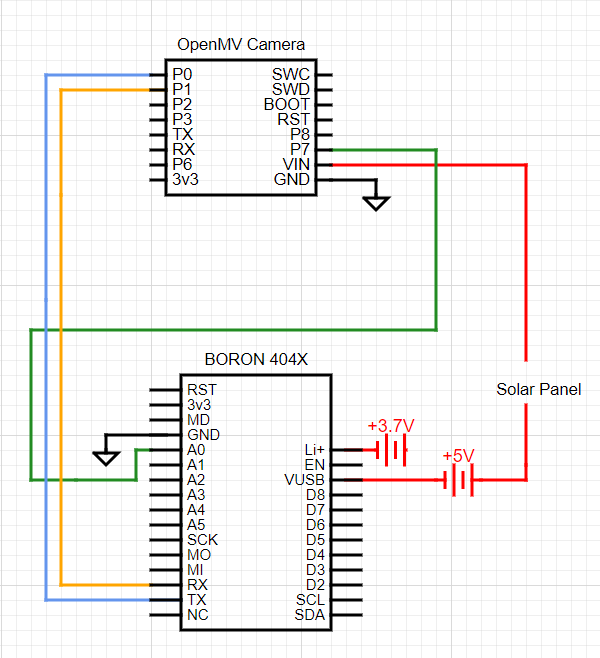 OpenMV Camera
P0 SWC
P1 SWD
P2 BOOT
P3 RST
TX P8
RX P7
P6 VIN
3v3 GND
BORON 404X
Solar Panel
RST
3v3
MD
+3.7V
GND
A0 Li+
A1 EN
+5V
A2 VUSB
A3 D8
A4 D7
A5 D6
SCK D5
MO D4
MI D3
RX D2
TX SCL
NC SDA